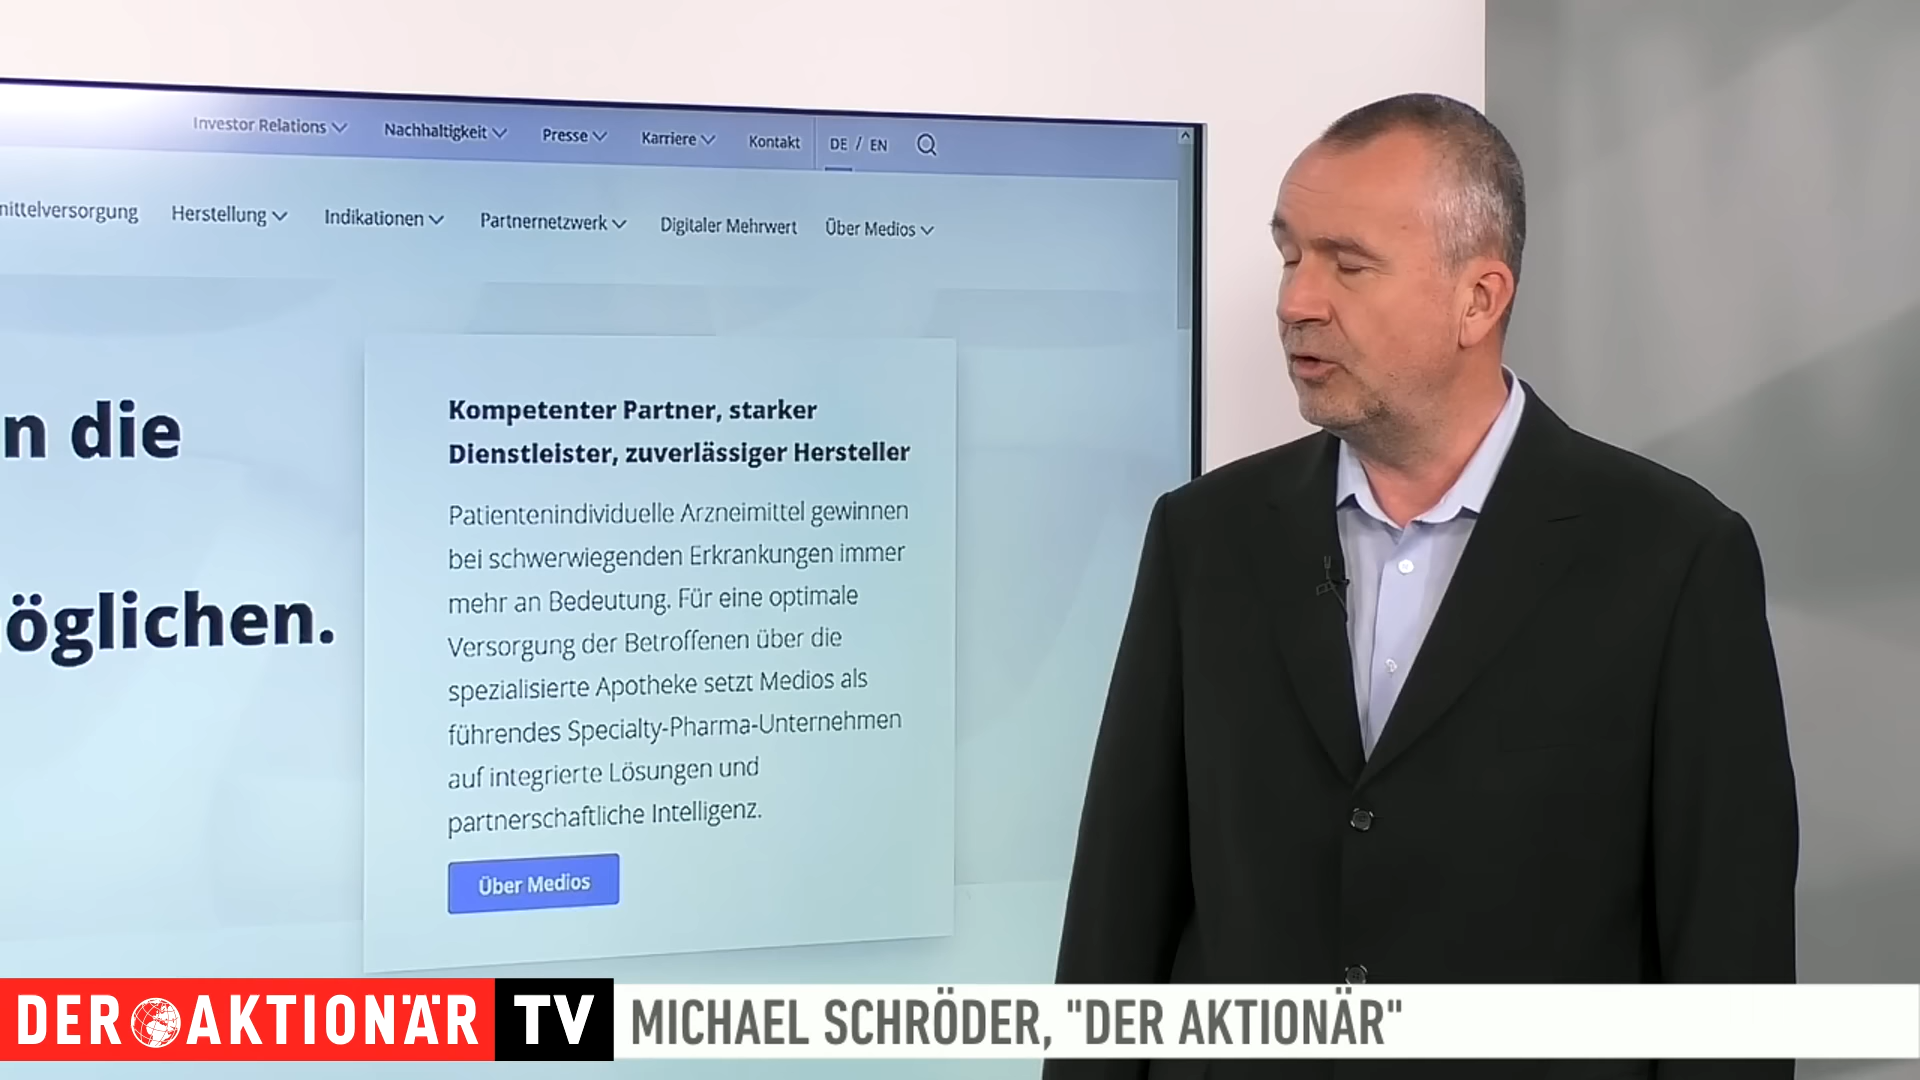 Investor Relations Nachhaltigkeit Presse Karriere Kontakt DE / EN
Herstellung Indikationen Partnernetzwerk Digitaler Mehrwert Über Medios
die
Kompetenter Partner, starker
Dienstleister, zuverlässiger Hersteller
Patientenindividuelle Arzneimittel gewinnen
bei schwerwiegenden Erkrankungen immer
mehr an Bedeutung. Für eine optimale
Versorgung der Betroffenen über die
spezialisierte Apotheke setzt Medios als
führendes Specialty-Pharma-Unternehmen
auf integrierte Lösungen und
partnerschaftliche Intelligenz.
Über Medios
DER AKTIONÄR TV
MICHAEL SCHRÖDER, "DER AKTIONÄR"